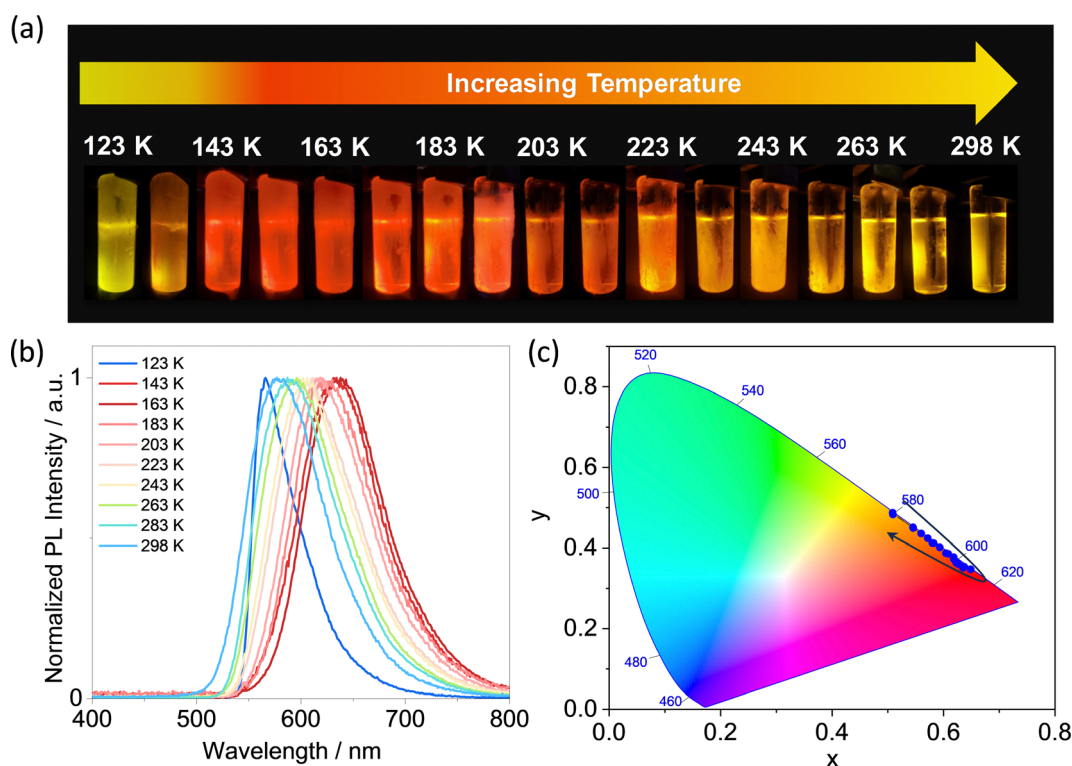 (a)
Increasing Temperature
123 K 143 K 163 K 183 K 203 K 223 K 243 K 263 K 298 K
(b)
Normalized PL Intensity / a.u.
1
0
123 K
143 K
163 K
183 K
203 K
223 K
243 K
263 K
283 K
298 K
400 500 600 700 800
Wavelength / nm
(c)
y
0.8
0.6
0.4
0.2
0.0
520
540
560
500
580
600
620
480
460
0.0 0.2 0.4 0.6 0.8
x